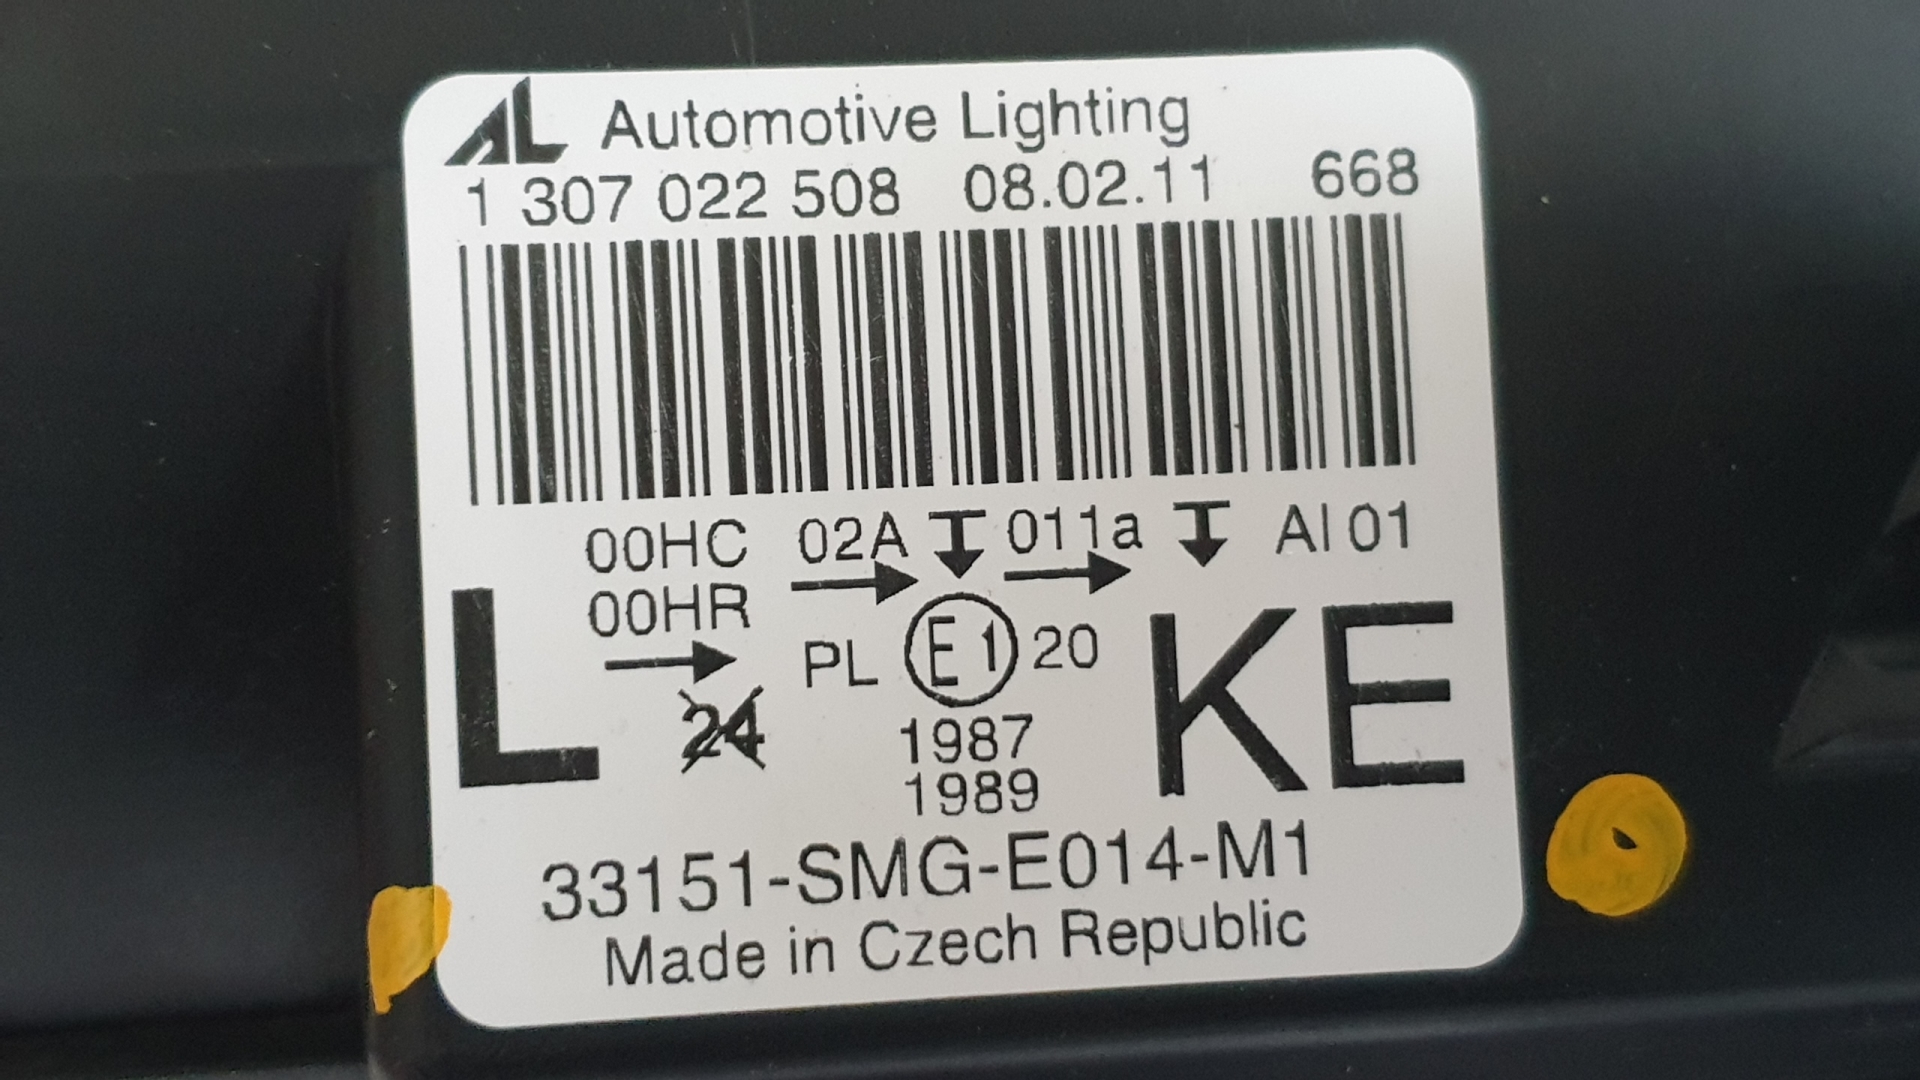 AL Automotive Lighting
1 307 022 508 08.02.11 668
00HC 02A 011a AI 01
00HR
L PL E1 20 KE
24 1987
1989
33151-SMG-E014-M1
Made in Czech Republic